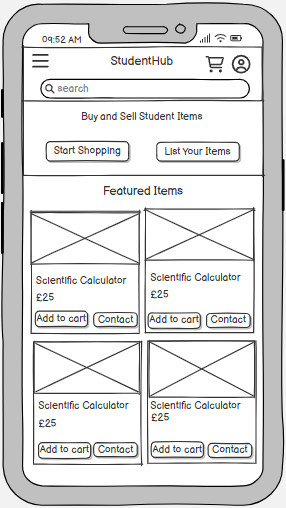 09:52 AM
StudentHub
search
Buy and Sell Student Items
Start Shopping
List Your Items
Featured Items
Scientific Calculator
£25
Add to cart
Contact
Scientific Calculator
£25
Add to cart
Contact
Scientific Calculator
£25
Add to cart
Contact
Scientific Calculator
£25
Add to cart
Contact